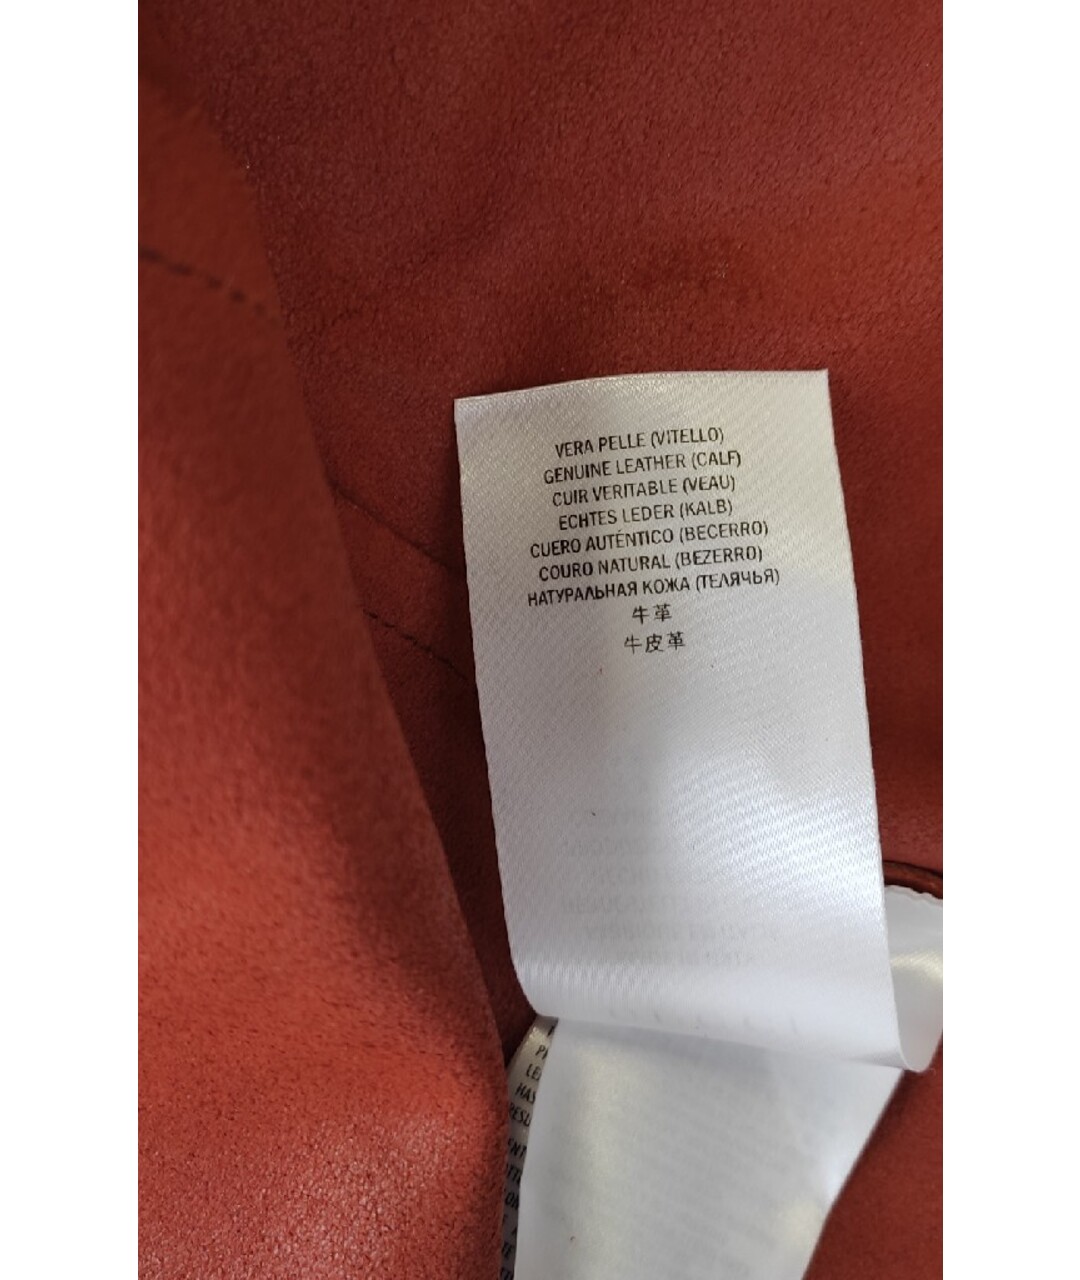 VERA PELLE (VITELLO)
GENUINE LEATHER (CALF)
CUIR VERITABLE (VEAU)
ECHTES LEDER (KALB)
CUERO AUTÉNTICO (BECERRO)
COURO NATURAL (BEZERRO)
НАТУРАЛЬНАЯ КОЖА (ТЕЛЯЧЬЯ)
牛革
牛皮革